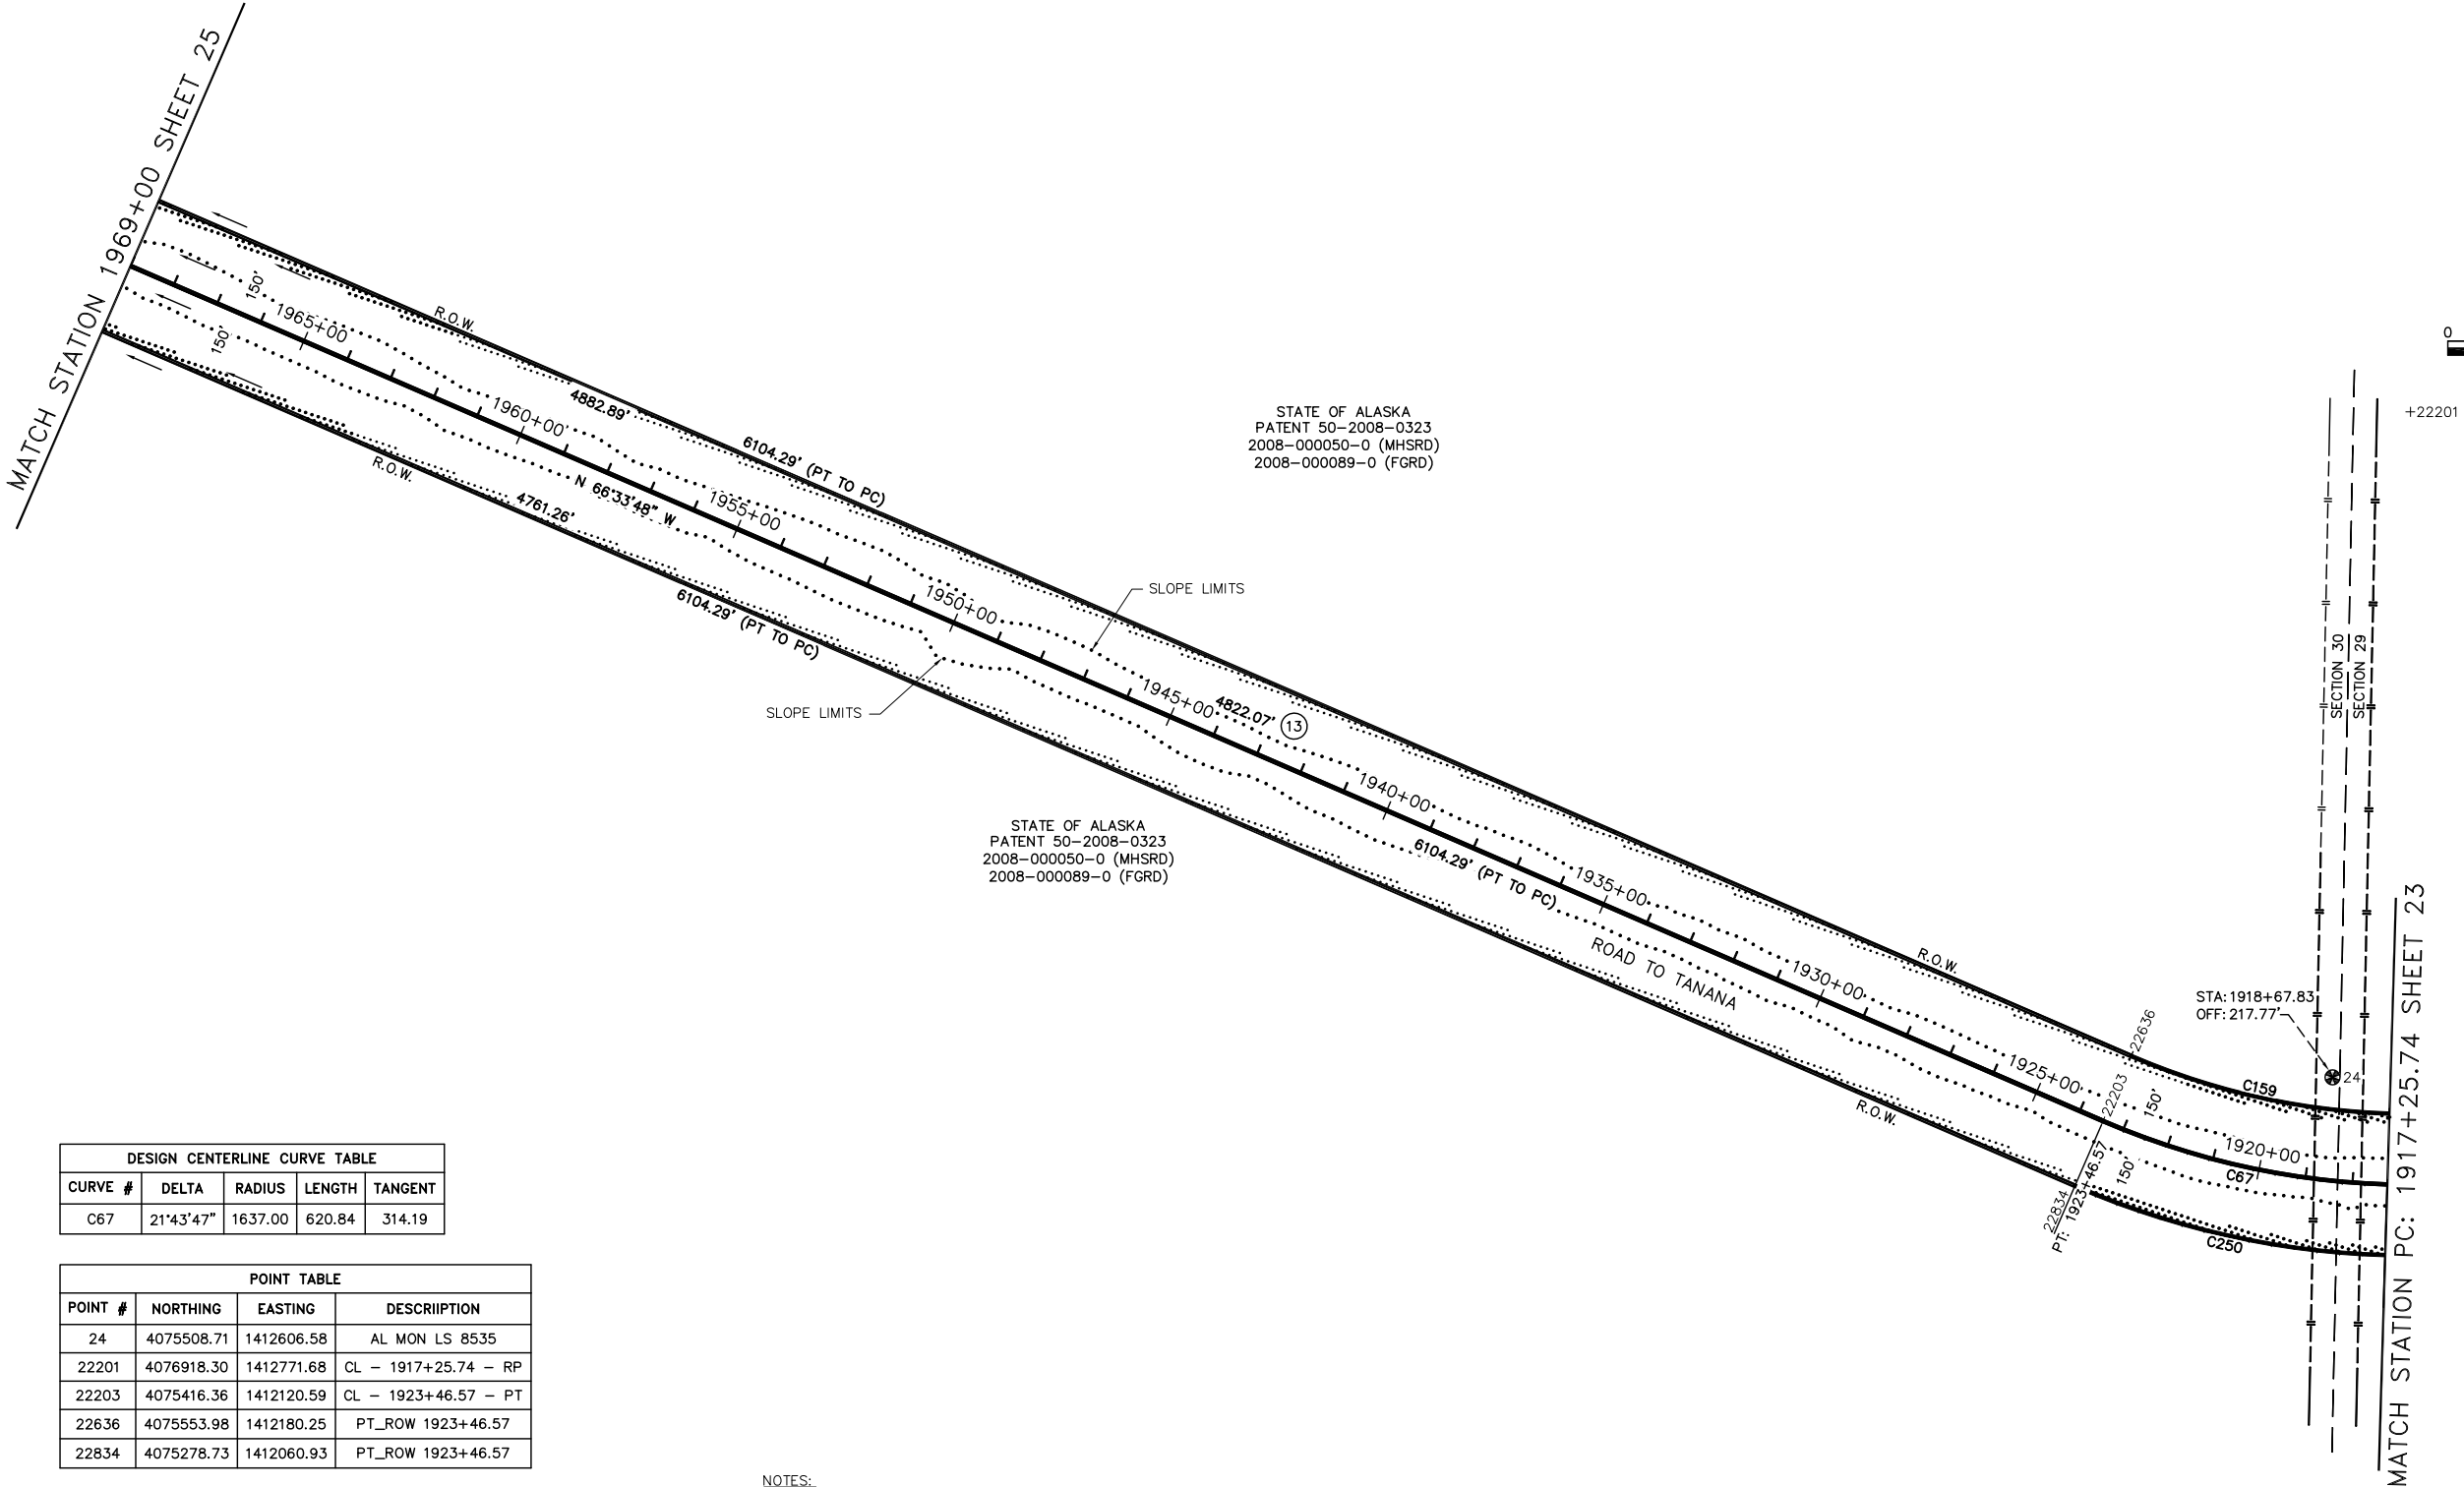 MATCH STATION 1969+00 SHEET 25
150'
150'
1965+00
R.O.W.
R.O.W.
4882.89'
1960+00
6104.29' (PT TO PC)
N 66°33'48" W
4761.26'
1955+00
6104.29' (PT TO PC)
1950+00
SLOPE LIMITS
SLOPE LIMITS
STATE OF ALASKA
PATENT 50-2008-0323
2008-000050-0 (MHSRD)
2008-000089-0 (FGRD)
1945+00
4822.07'
13
STATE OF ALASKA
PATENT 50-2008-0323
2008-000050-0 (MHSRD)
2008-000089-0 (FGRD)
1940+00
6104.29' (PT TO PC)
1935+00
ROAD TO TANANA
1930+00
R.O.W.
R.O.W.
1925+00
22636
22203
150'
150'
22834
PT: 1923+46.57
C159
1920+00
C67
C250
STA: 1918+67.83
OFF: 217.77'
24
SECTION 30
SECTION 29
0
+22201
MATCH STATION PC: 1917+25.74 SHEET 23
DESIGN CENTERLINE CURVE TABLE
CURVE # DELTA RADIUS LENGTH TANGENT
C67 21°43'47" 1637.00 620.84 314.19
POINT TABLE
POINT # NORTHING EASTING DESCRIIPTION
24 4075508.71 1412606.58 AL MON LS 8535
22201 4076918.30 1412771.68 CL - 1917+25.74 - RP
22203 4075416.36 1412120.59 CL - 1923+46.57 - PT
22636 4075553.98 1412180.25 PT_ROW 1923+46.57
22834 4075278.73 1412060.93 PT_ROW 1923+46.57
NOTES: